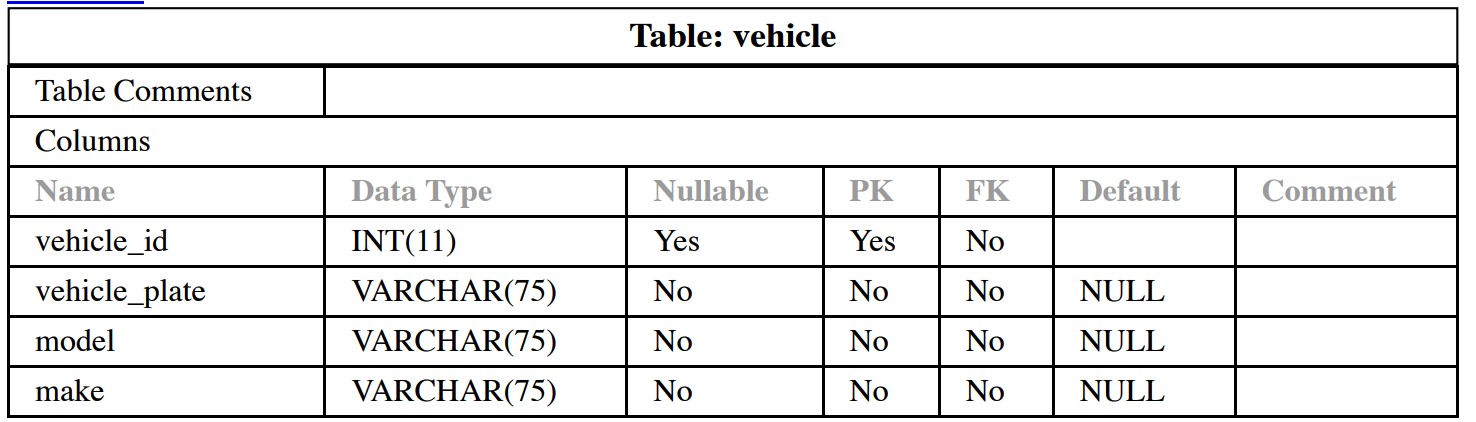 Table: vehicle
Table Comments
Columns
Name Data Type Nullable PK FK Default Comment
vehicle_id INT(11) Yes Yes No
vehicle_plate VARCHAR(75) No No No NULL
model VARCHAR(75) No No No NULL
make VARCHAR(75) No No No NULL